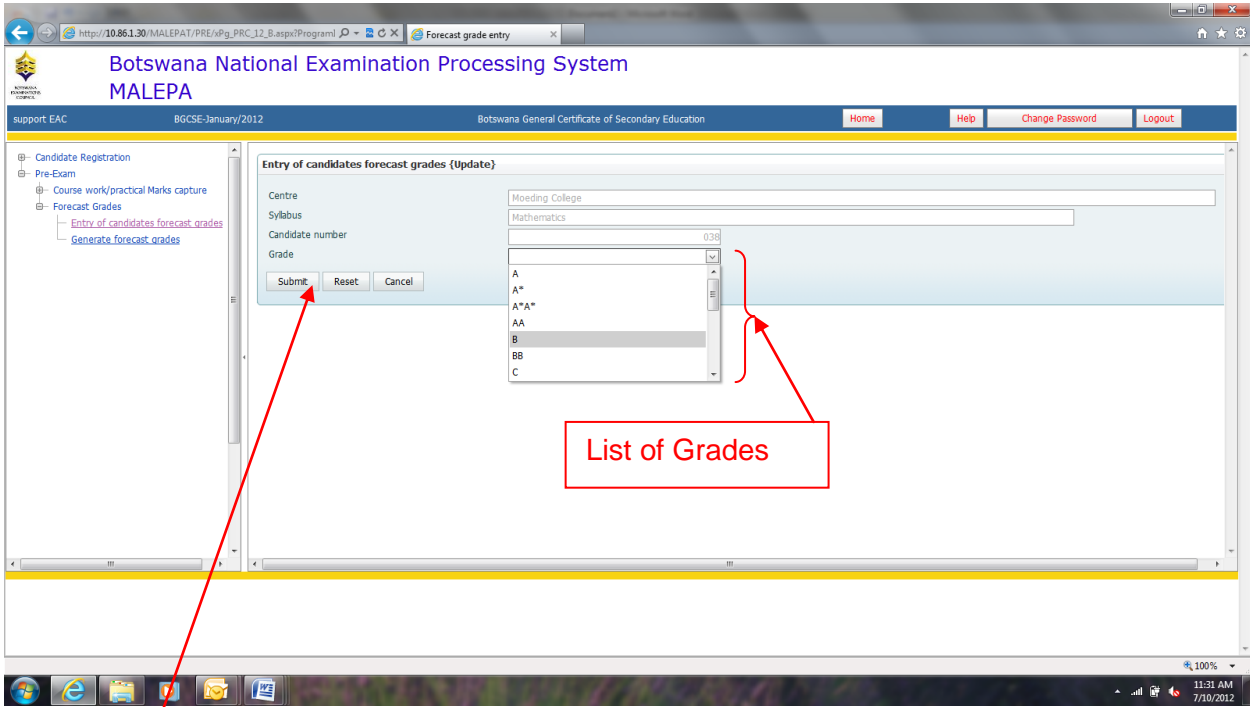 http://10.86.1.30/MALEPAT/PRE/xPg_PRC_12_B.aspx?ProgramI
Forecast grade entry
Botswana National Examination Processing System
MALEPA
BOTSWANA
EXAMINATIONS
COUNCIL
support EAC BGCSE-January/2012 Botswana General Certificate of Secondary Education Home Help Change Password Logout
Candidate Registration
Pre-Exam
Course work/practical Marks capture
Forecast Grades
Entry of candidates forecast grades
Generate forecast grades
Entry of candidates forecast grades {Update}
Centre Moeding College
Syllabus Mathematics
Candidate number 038
Grade
Submit Reset Cancel
A
A*
A*A*
AA
B
BB
C
List of Grades
100%
11:31 AM
7/10/2012